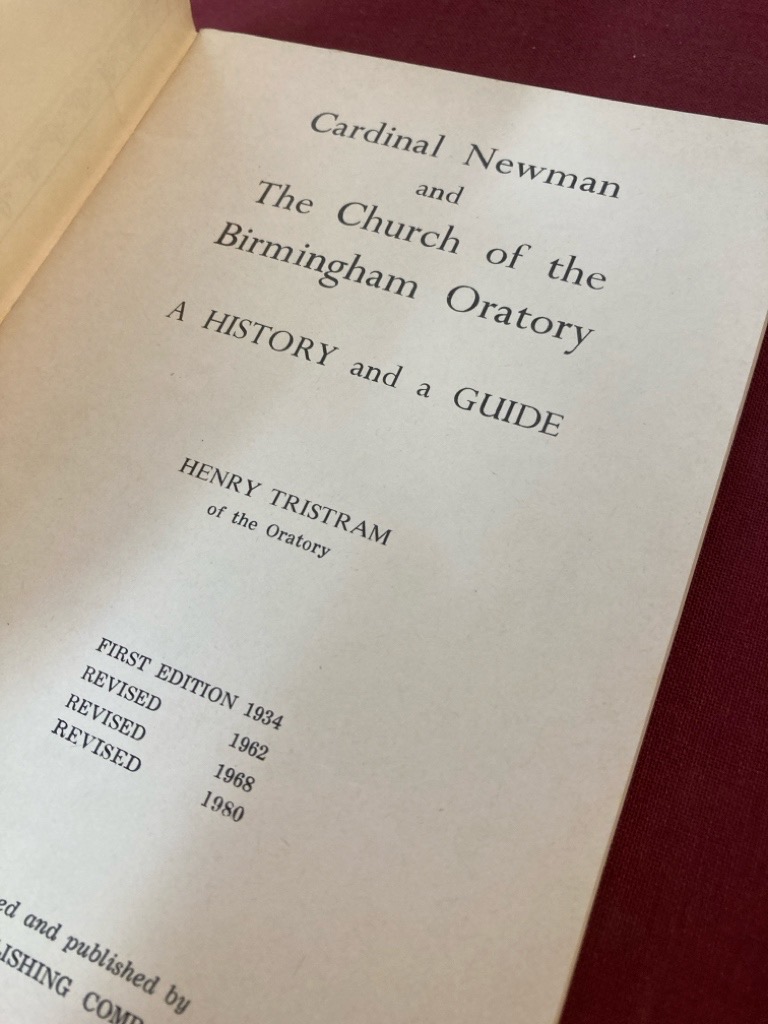 Cardinal Newman
and
The Church of the
Birmingham Oratory
A HISTORY and a GUIDE
HENRY TRISTRAM
of the Oratory
FIRST EDITION 1934
REVISED 1962
REVISED 1968
REVISED 1980
and published by